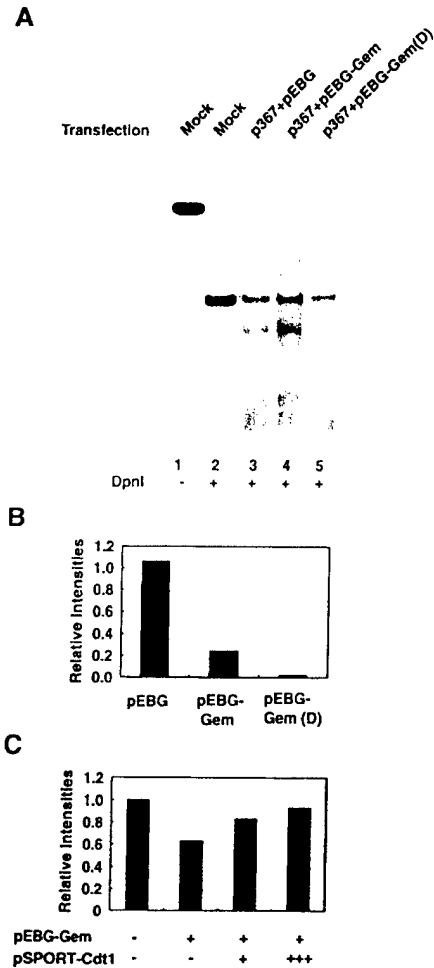 A
Transfection
Mock
Mock
p367+pEBG
p367+pEBG-Gem
p367+pEBG-Gem(D)
1 2 3 4 5
DpnI - + + + +
B
Relative Intensities
1.2
1.0
0.8
0.6
0.4
0.2
0.0
pEBG
pEBG-
Gem
pEBG-
Gem (D)
C
Relative Intensities
1.2
1.0
0.8
0.6
0.4
0.2
0
pEBG-Gem - + + +
pSPORT-Cdt1 - - + +++